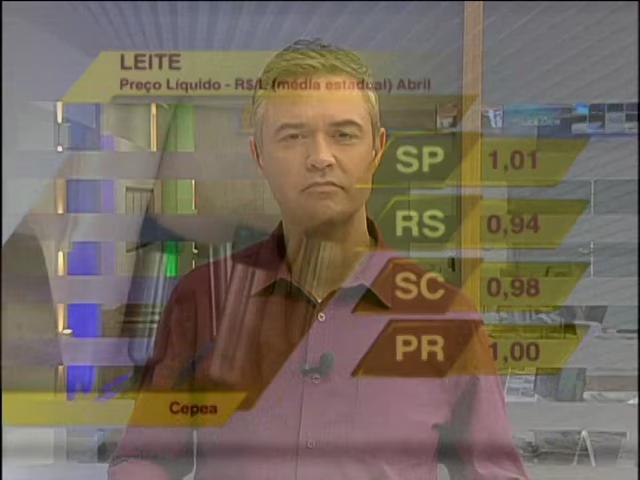 LEITE
Preço Líquido - R$/L (média estadual) Abril
SP 1,01
RS 0,94
SC 0,98
PR 1,00
Cepea